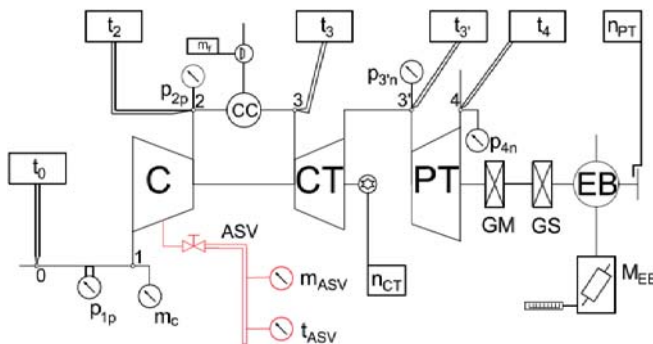 t2
t3
t3'
t4
nPT
mf
p2p
2
CC
3
p3'n
3'
4
p4n
t0
C
CT
PT
EB
GM
GS
ASV
0
1
p1p
mc
mASV
tASV
nCT
MEB